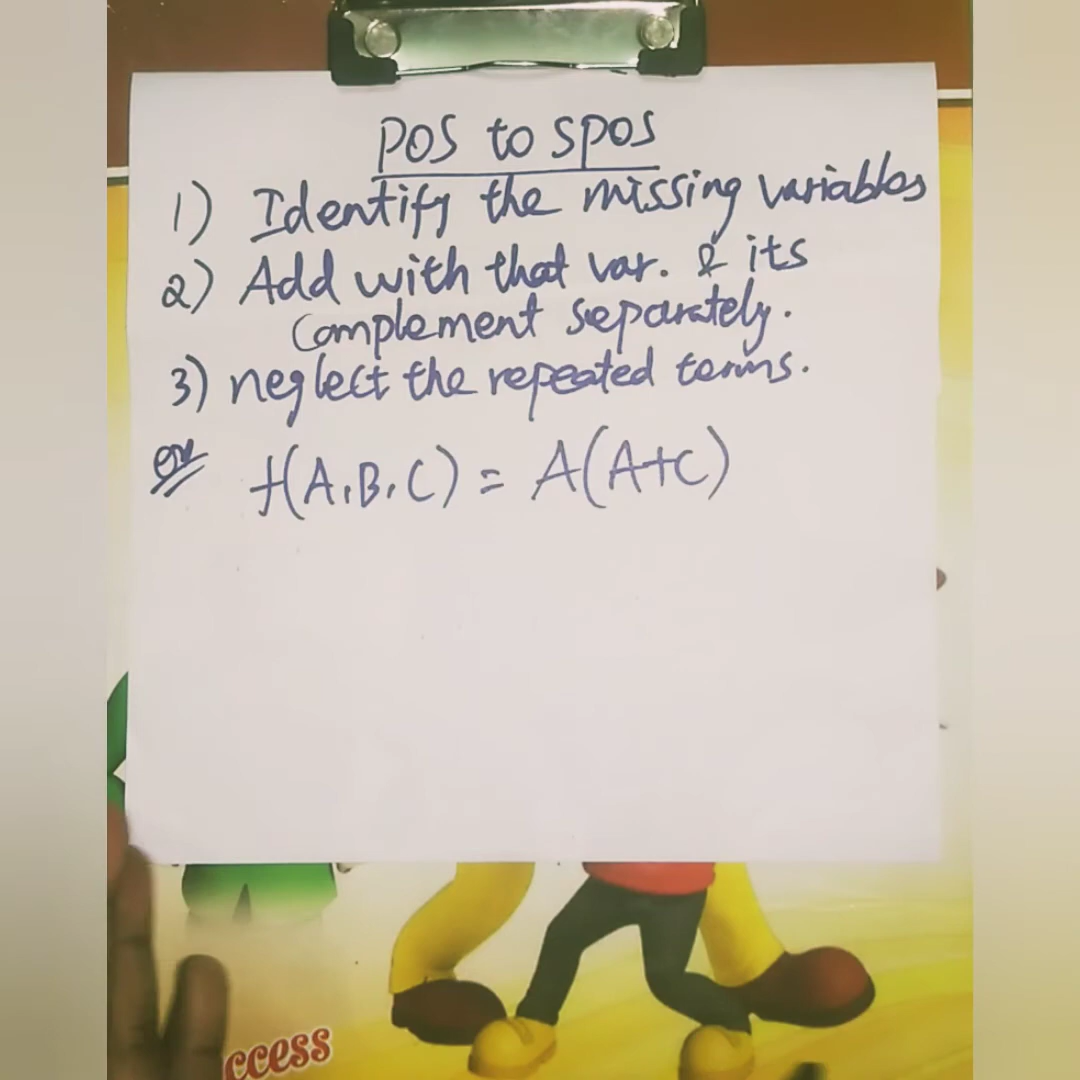 POS to SPOS
1) Identify the missing variables
2) Add with that var. & its
Complement separately.
3) neglect the repeated terms.
ex
f(A,B,C) = A(A+C)
ccess